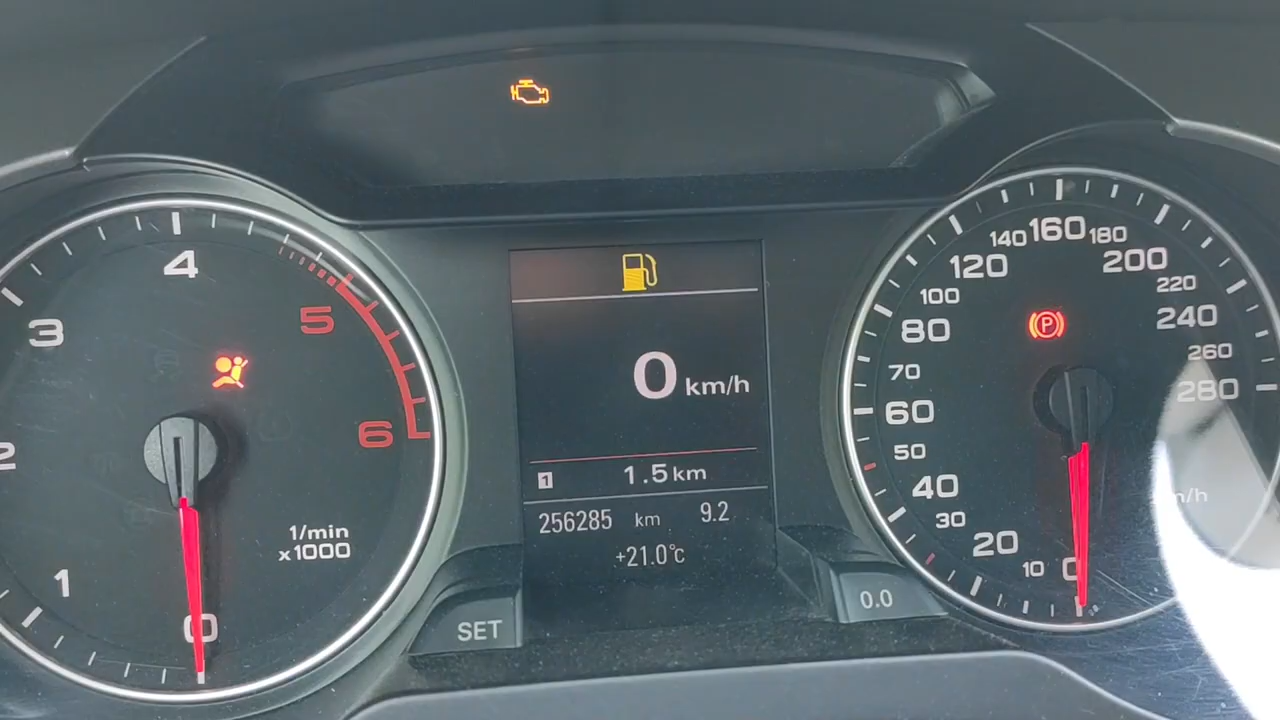 4
3
5
2
6
1/min
x1000
1
0
0 km/h
1 1.5 km
256285 km 9.2
+21.0°C
SET
0.0
140 160 180
120 200
100 220
80 P 240
70 260
60 280
50
40
30
20
10 0